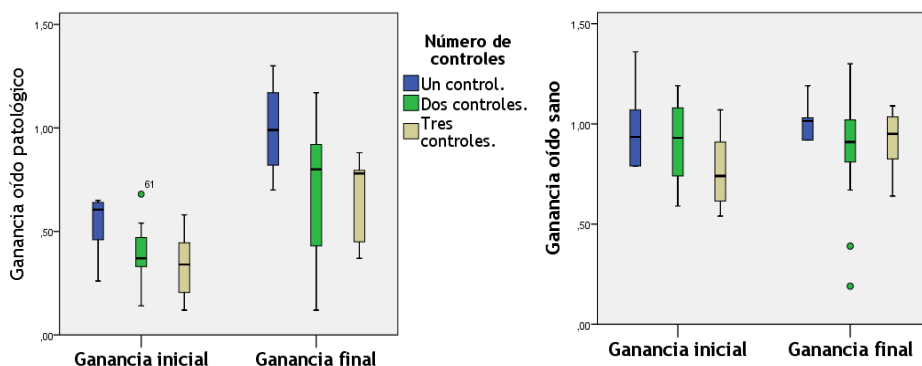 1,50
1,00
,50
,00
Ganancia oído patológico
61
Ganancia inicial
Ganancia final
Número de
controles
Un control.
Dos controles.
Tres
controles.
1,50
1,00
,50
,00
Ganancia oído sano
Ganancia inicial
Ganancia final